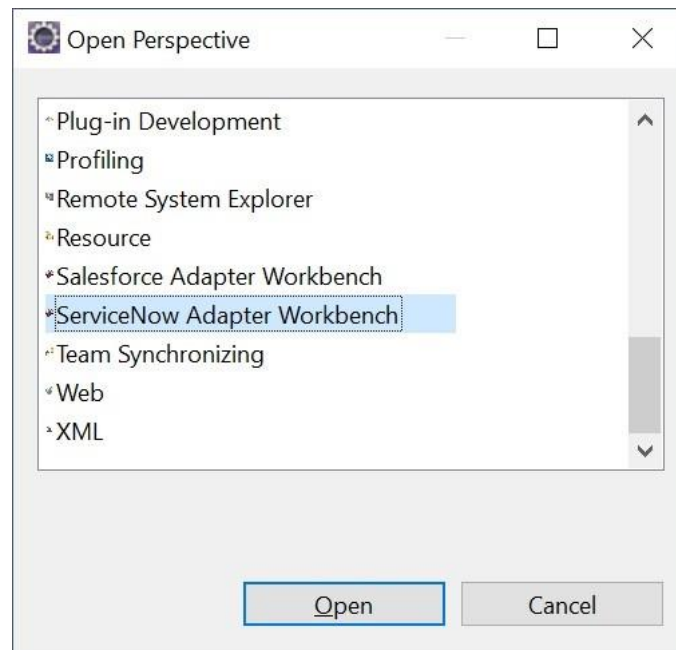 Open Perspective
Plug-in Development
Profiling
Remote System Explorer
Resource
Salesforce Adapter Workbench
ServiceNow Adapter Workbench
Team Synchronizing
Web
XML
Open
Cancel